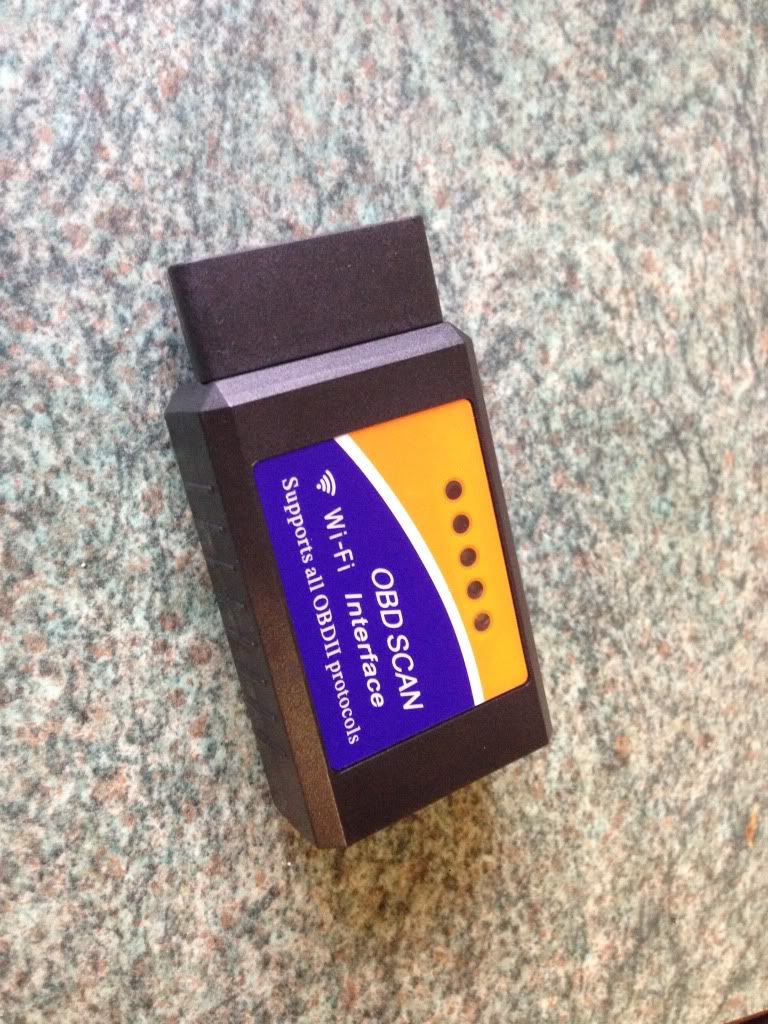 OBD SCAN
Wi-Fi Interface
Supports all OBDII protocols